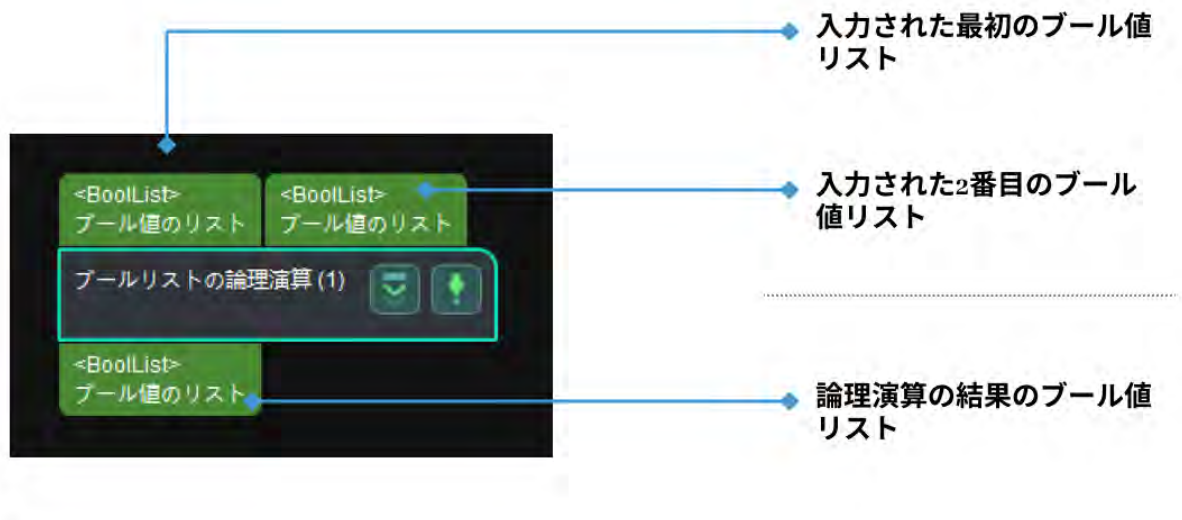 入力された最初のブール値
リスト
<BoolList>
ブール値のリスト
<BoolList>
ブール値のリスト
入力された2番目のブール
値リスト
ブールリストの論理演算 (1)
<BoolList>
ブール値のリスト
論理演算の結果のブール値
リスト